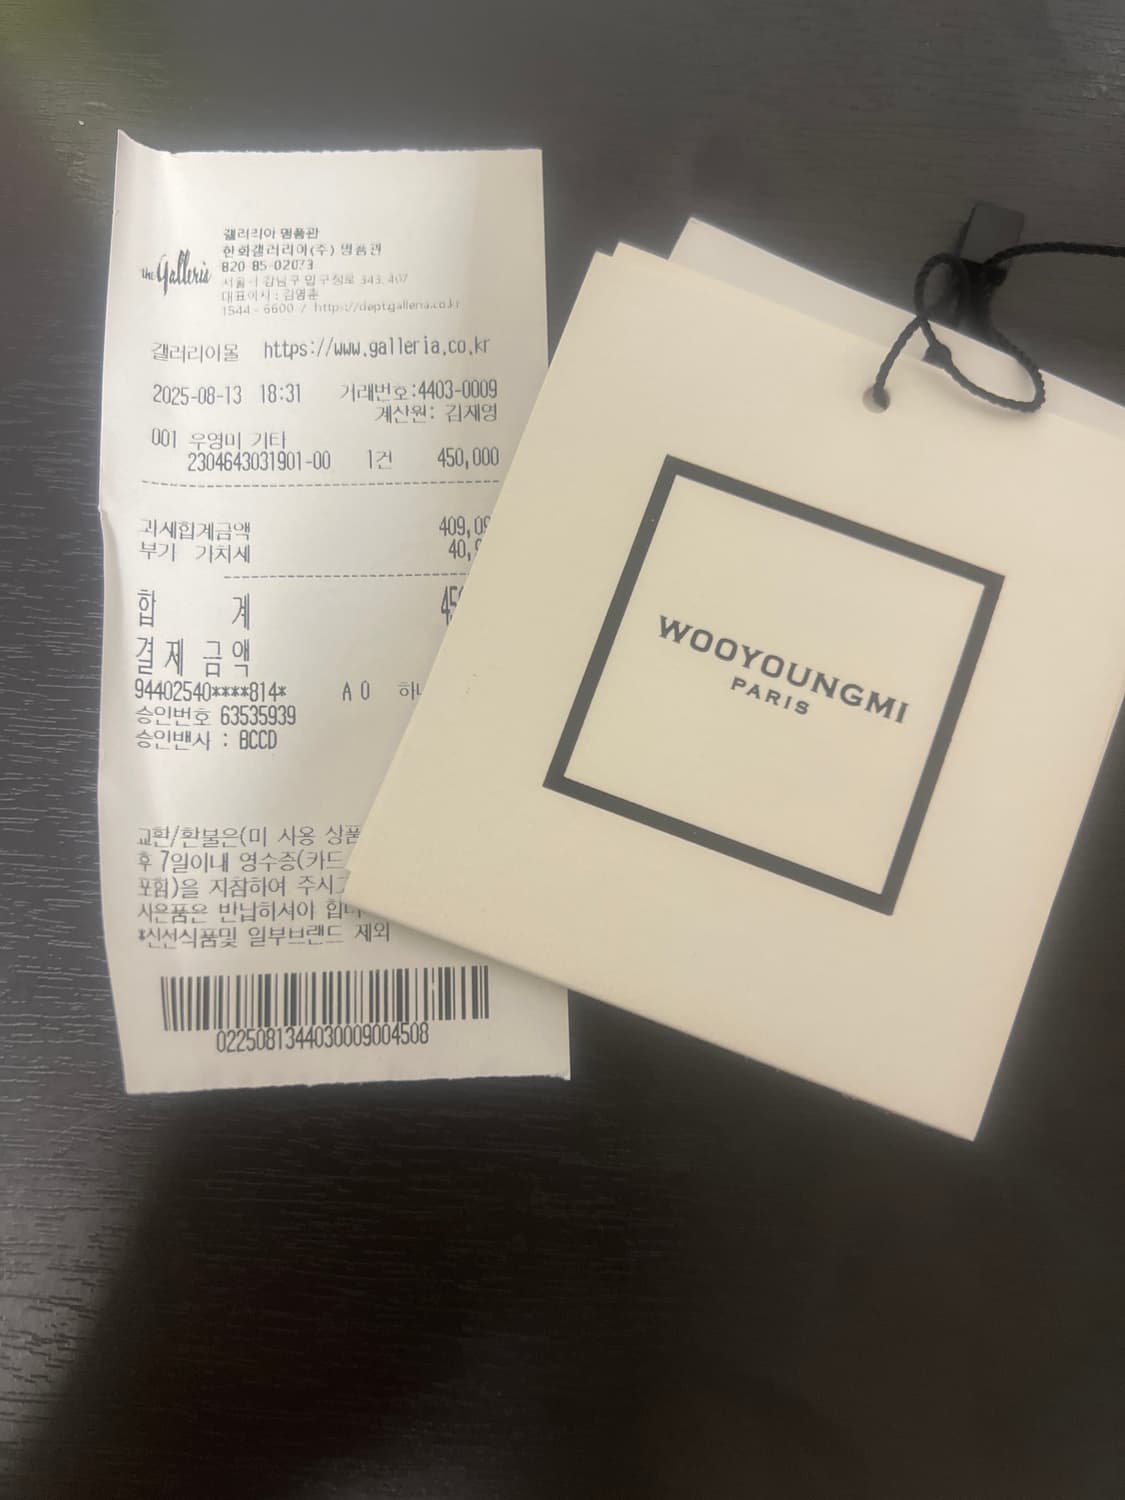 the Galleria
갤러리아 명품관
한화갤러리아(주) 명품관
820 85-02073
서울시 강남구 압구정로 343, 407
대표이사 : 김영훈
1544 - 6600 / https://dept.galleria.co.kr
갤러리아몰 https://www.galleria.co.kr
2025-08-13 18:31 거래번호:4403-0009
계산원: 김재영
001 우영미 기타
2304643031901-00 1건 450,000
과세합계금액 409,09
부가 가치세 40,
합 계 45
결제 금액
94402540****814* A 0 하
승인번호 63535939
승인밴사 : BCCD
교환/환불은(미 사용 상품
후 7일이내 영수증(카드
포함)을 지참하여 주시
사은품은 반납하셔야 합니
*신선식품및 일부브랜드 제외
0225081344030009004508
WOOYOUNGMI
PARIS